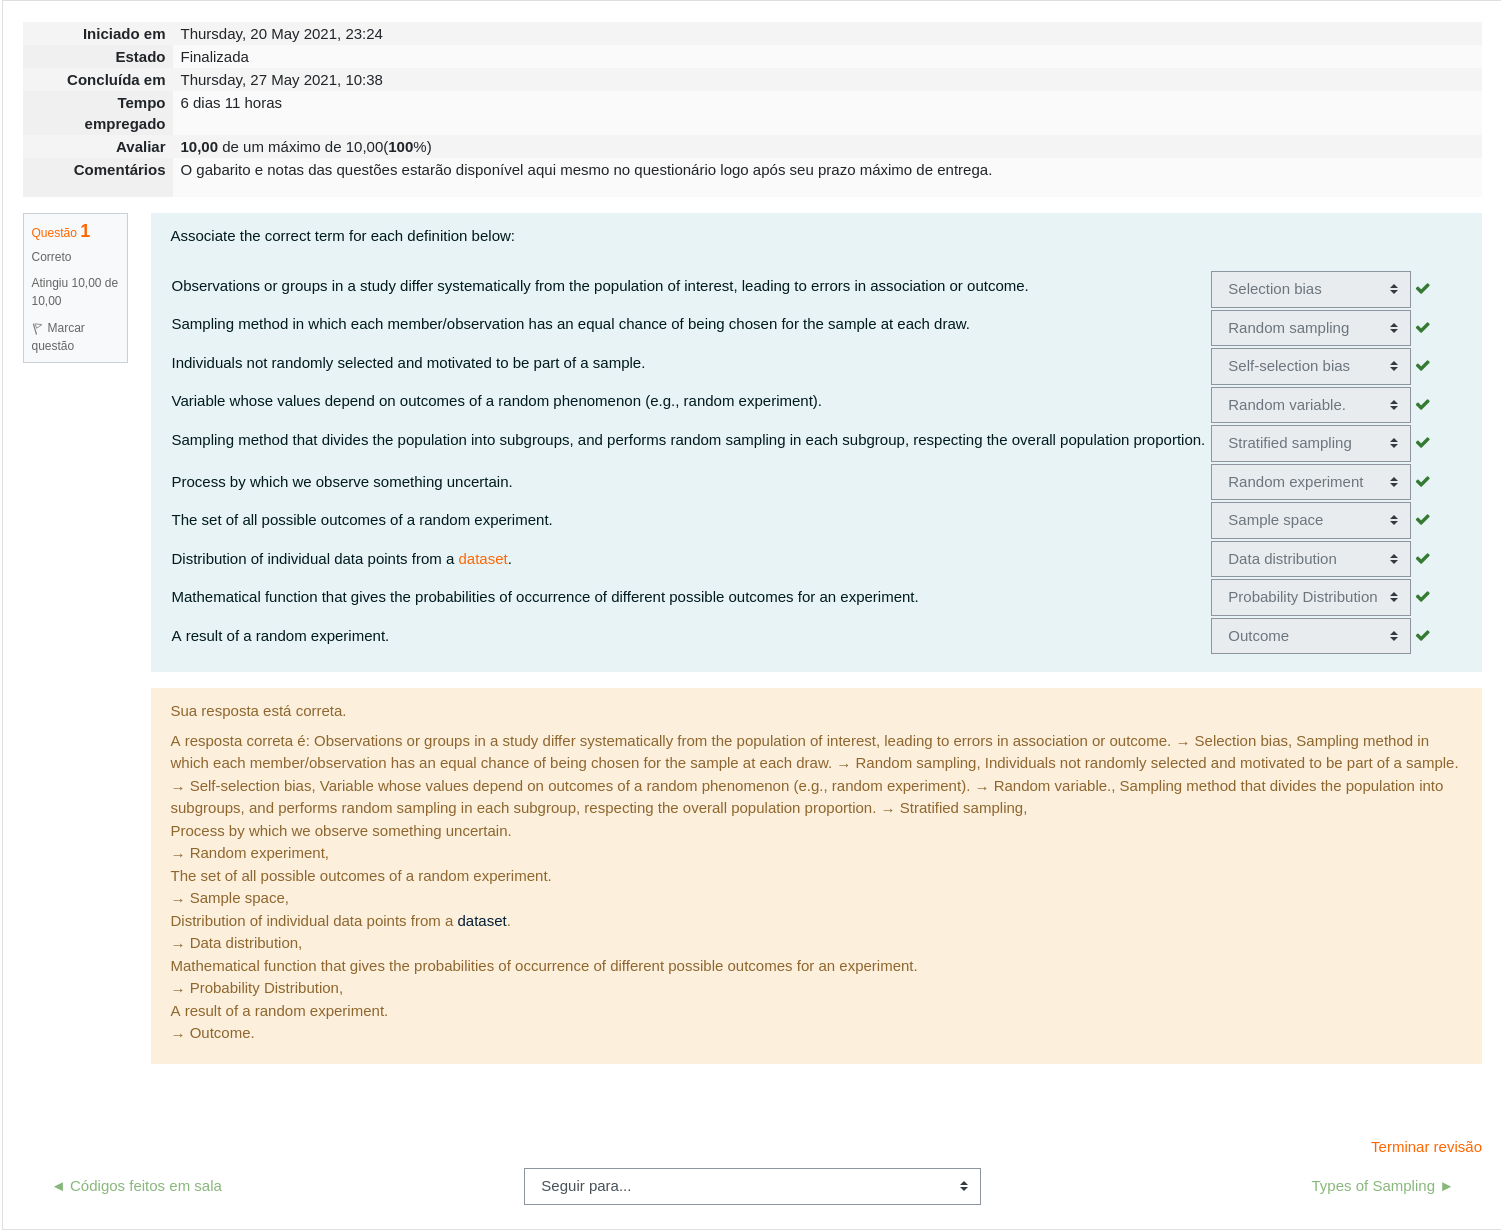 Iniciado em Thursday, 20 May 2021, 23:24
Estado Finalizada
Concluída em Thursday, 27 May 2021, 10:38
Tempo empregado 6 dias 11 horas
Avaliar 10,00 de um máximo de 10,00(100%)
Comentários O gabarito e notas das questões estarão disponível aqui mesmo no questionário logo após seu prazo máximo de entrega.
Questão 1
Correto
Atingiu 10,00 de
10,00
Marcar
questão
Associate the correct term for each definition below:
Observations or groups in a study differ systematically from the population of interest, leading to errors in association or outcome. Selection bias
Sampling method in which each member/observation has an equal chance of being chosen for the sample at each draw. Random sampling
Individuals not randomly selected and motivated to be part of a sample. Self-selection bias
Variable whose values depend on outcomes of a random phenomenon (e.g., random experiment). Random variable.
Sampling method that divides the population into subgroups, and performs random sampling in each subgroup, respecting the overall population proportion. Stratified sampling
Process by which we observe something uncertain. Random experiment
The set of all possible outcomes of a random experiment. Sample space
Distribution of individual data points from a dataset. Data distribution
Mathematical function that gives the probabilities of occurrence of different possible outcomes for an experiment. Probability Distribution
A result of a random experiment. Outcome
Sua resposta está correta.
A resposta correta é: Observations or groups in a study differ systematically from the population of interest, leading to errors in association or outcome. → Selection bias, Sampling method in
which each member/observation has an equal chance of being chosen for the sample at each draw. → Random sampling, Individuals not randomly selected and motivated to be part of a sample.
→ Self-selection bias, Variable whose values depend on outcomes of a random phenomenon (e.g., random experiment). → Random variable., Sampling method that divides the population into
subgroups, and performs random sampling in each subgroup, respecting the overall population proportion. → Stratified sampling,
Process by which we observe something uncertain.
→ Random experiment,
The set of all possible outcomes of a random experiment.
→ Sample space,
Distribution of individual data points from a dataset.
→ Data distribution,
Mathematical function that gives the probabilities of occurrence of different possible outcomes for an experiment.
→ Probability Distribution,
A result of a random experiment.
→ Outcome.
Terminar revisão
◄ Códigos feitos em sala
Seguir para...
Types of Sampling ►